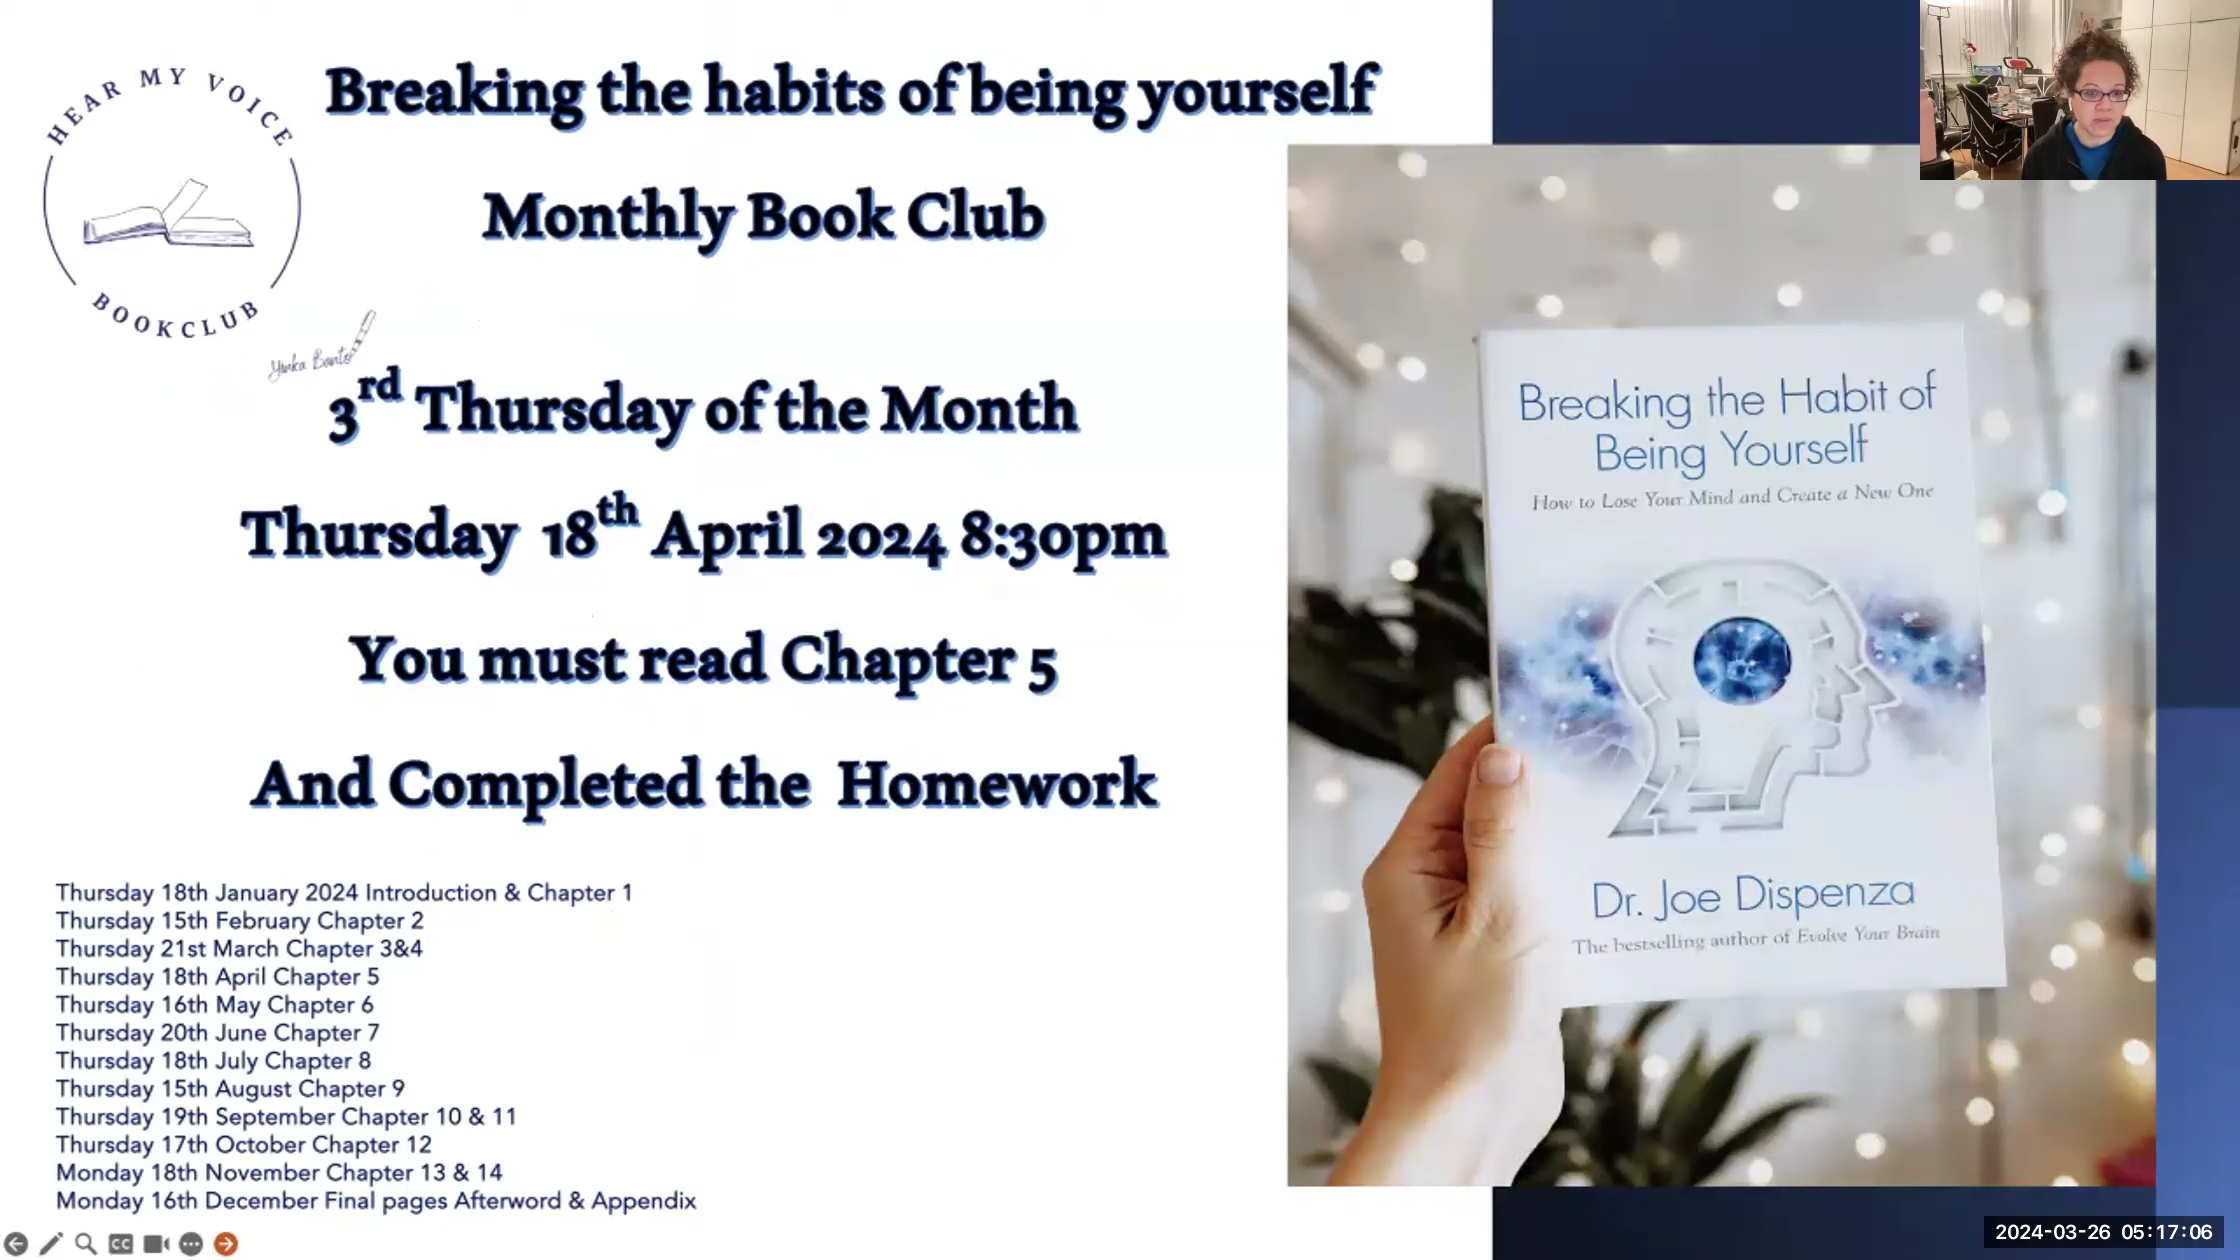 HEAR MY VOICE
BOOKCLUB
Breaking the habits of being yourself
Monthly Book Club
Yinka
3rd Thursday of the Month
Thursday 18th April 2024 8:30pm
You must read Chapter 5
And Completed the Homework
Thursday 18th January 2024 Introduction & Chapter 1
Thursday 15th February Chapter 2
Thursday 21st March Chapter 3&4
Thursday 18th April Chapter 5
Thursday 16th May Chapter 6
Thursday 20th June Chapter 7
Thursday 18th July Chapter 8
Thursday 15th August Chapter 9
Thursday 19th September Chapter 10 & 11
Thursday 17th October Chapter 12
Monday 18th November Chapter 13 & 14
Monday 16th December Final pages Afterword & Appendix
CC
Breaking the Habit of
Being Yourself
How to Lose Your Mind and Create a New One
Dr. Joe Dispenza
The bestselling author of Evolve Your Brain
2024-03-26 05:17:06